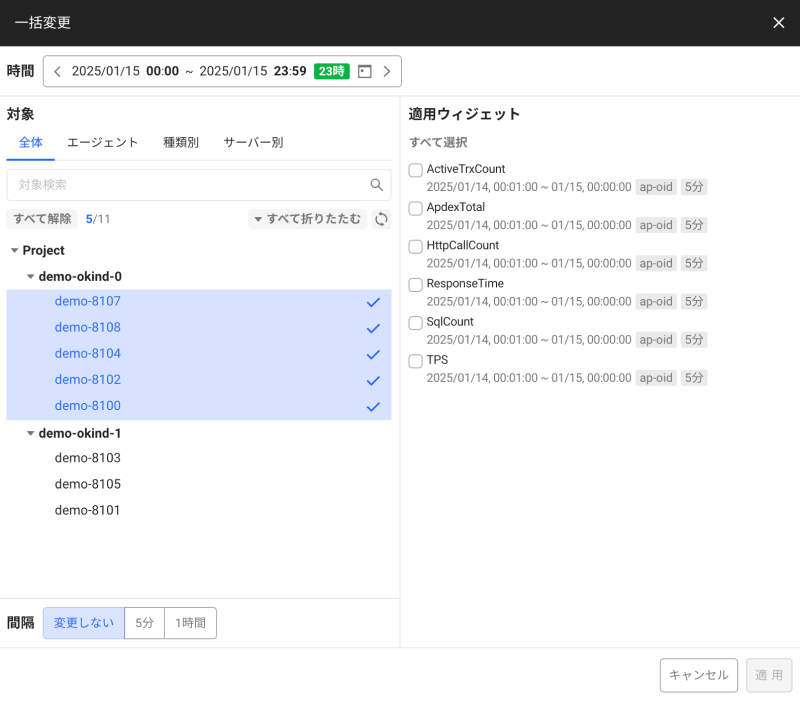 一括変更
時間 2025/01/15 00:00 ~ 2025/01/15 23:59 23時
対象
全体 エージェント 種類別 サーバー別
対象検索
すべて解除 5/11 すべて折りたたむ
Project
demo-okind-0
demo-8107
demo-8108
demo-8104
demo-8102
demo-8100
demo-okind-1
demo-8103
demo-8105
demo-8101
間隔 変更しない 5分 1時間
適用ウィジェット
すべて選択
ActiveTrxCount
2025/01/14, 00:01:00 ~ 01/15, 00:00:00 ap-oid 5分
ApdexTotal
2025/01/14, 00:01:00 ~ 01/15, 00:00:00 ap-oid 5分
HttpCallCount
2025/01/14, 00:01:00 ~ 01/15, 00:00:00 ap-oid 5分
ResponseTime
2025/01/14, 00:01:00 ~ 01/15, 00:00:00 ap-oid 5分
SqlCount
2025/01/14, 00:01:00 ~ 01/15, 00:00:00 ap-oid 5分
TPS
2025/01/14, 00:01:00 ~ 01/15, 00:00:00 ap-oid 5分
キャンセル 適用